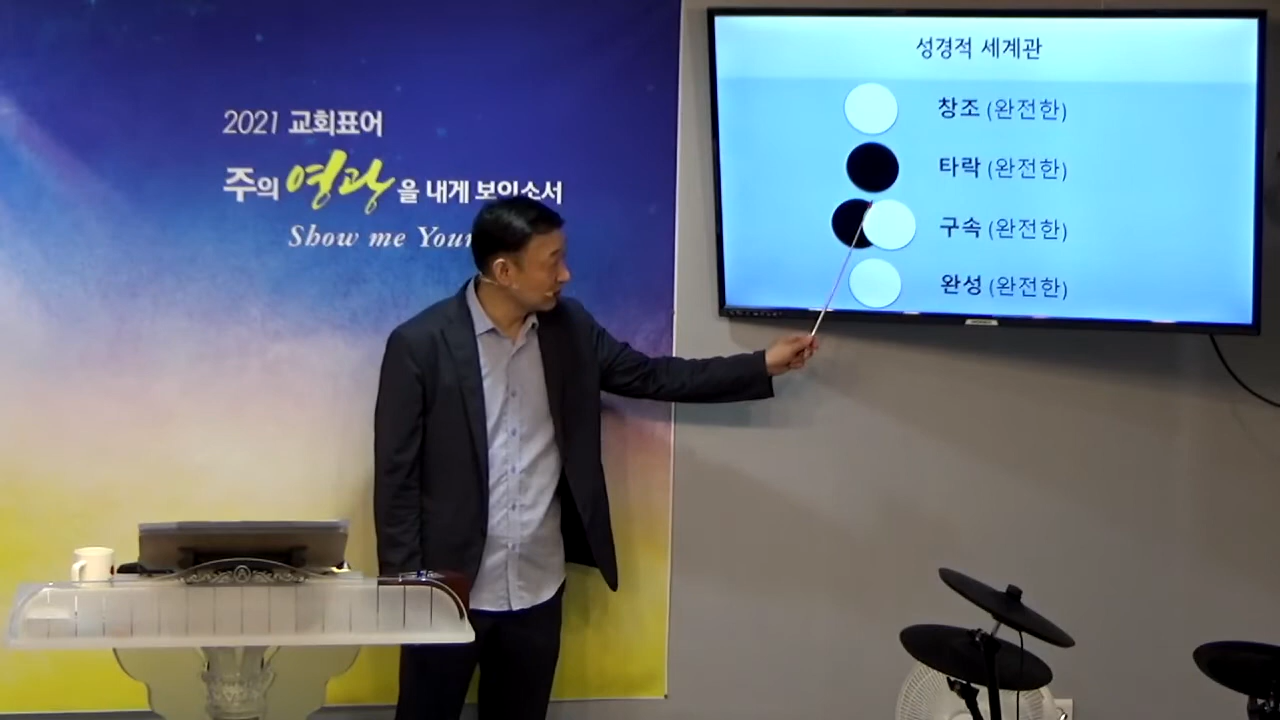 2021 교회표어
주의 영광을 내게 보이소서
Show me Your
성경적 세계관
창조 (완전한)
타락 (완전한)
구속 (완전한)
완성 (완전한)